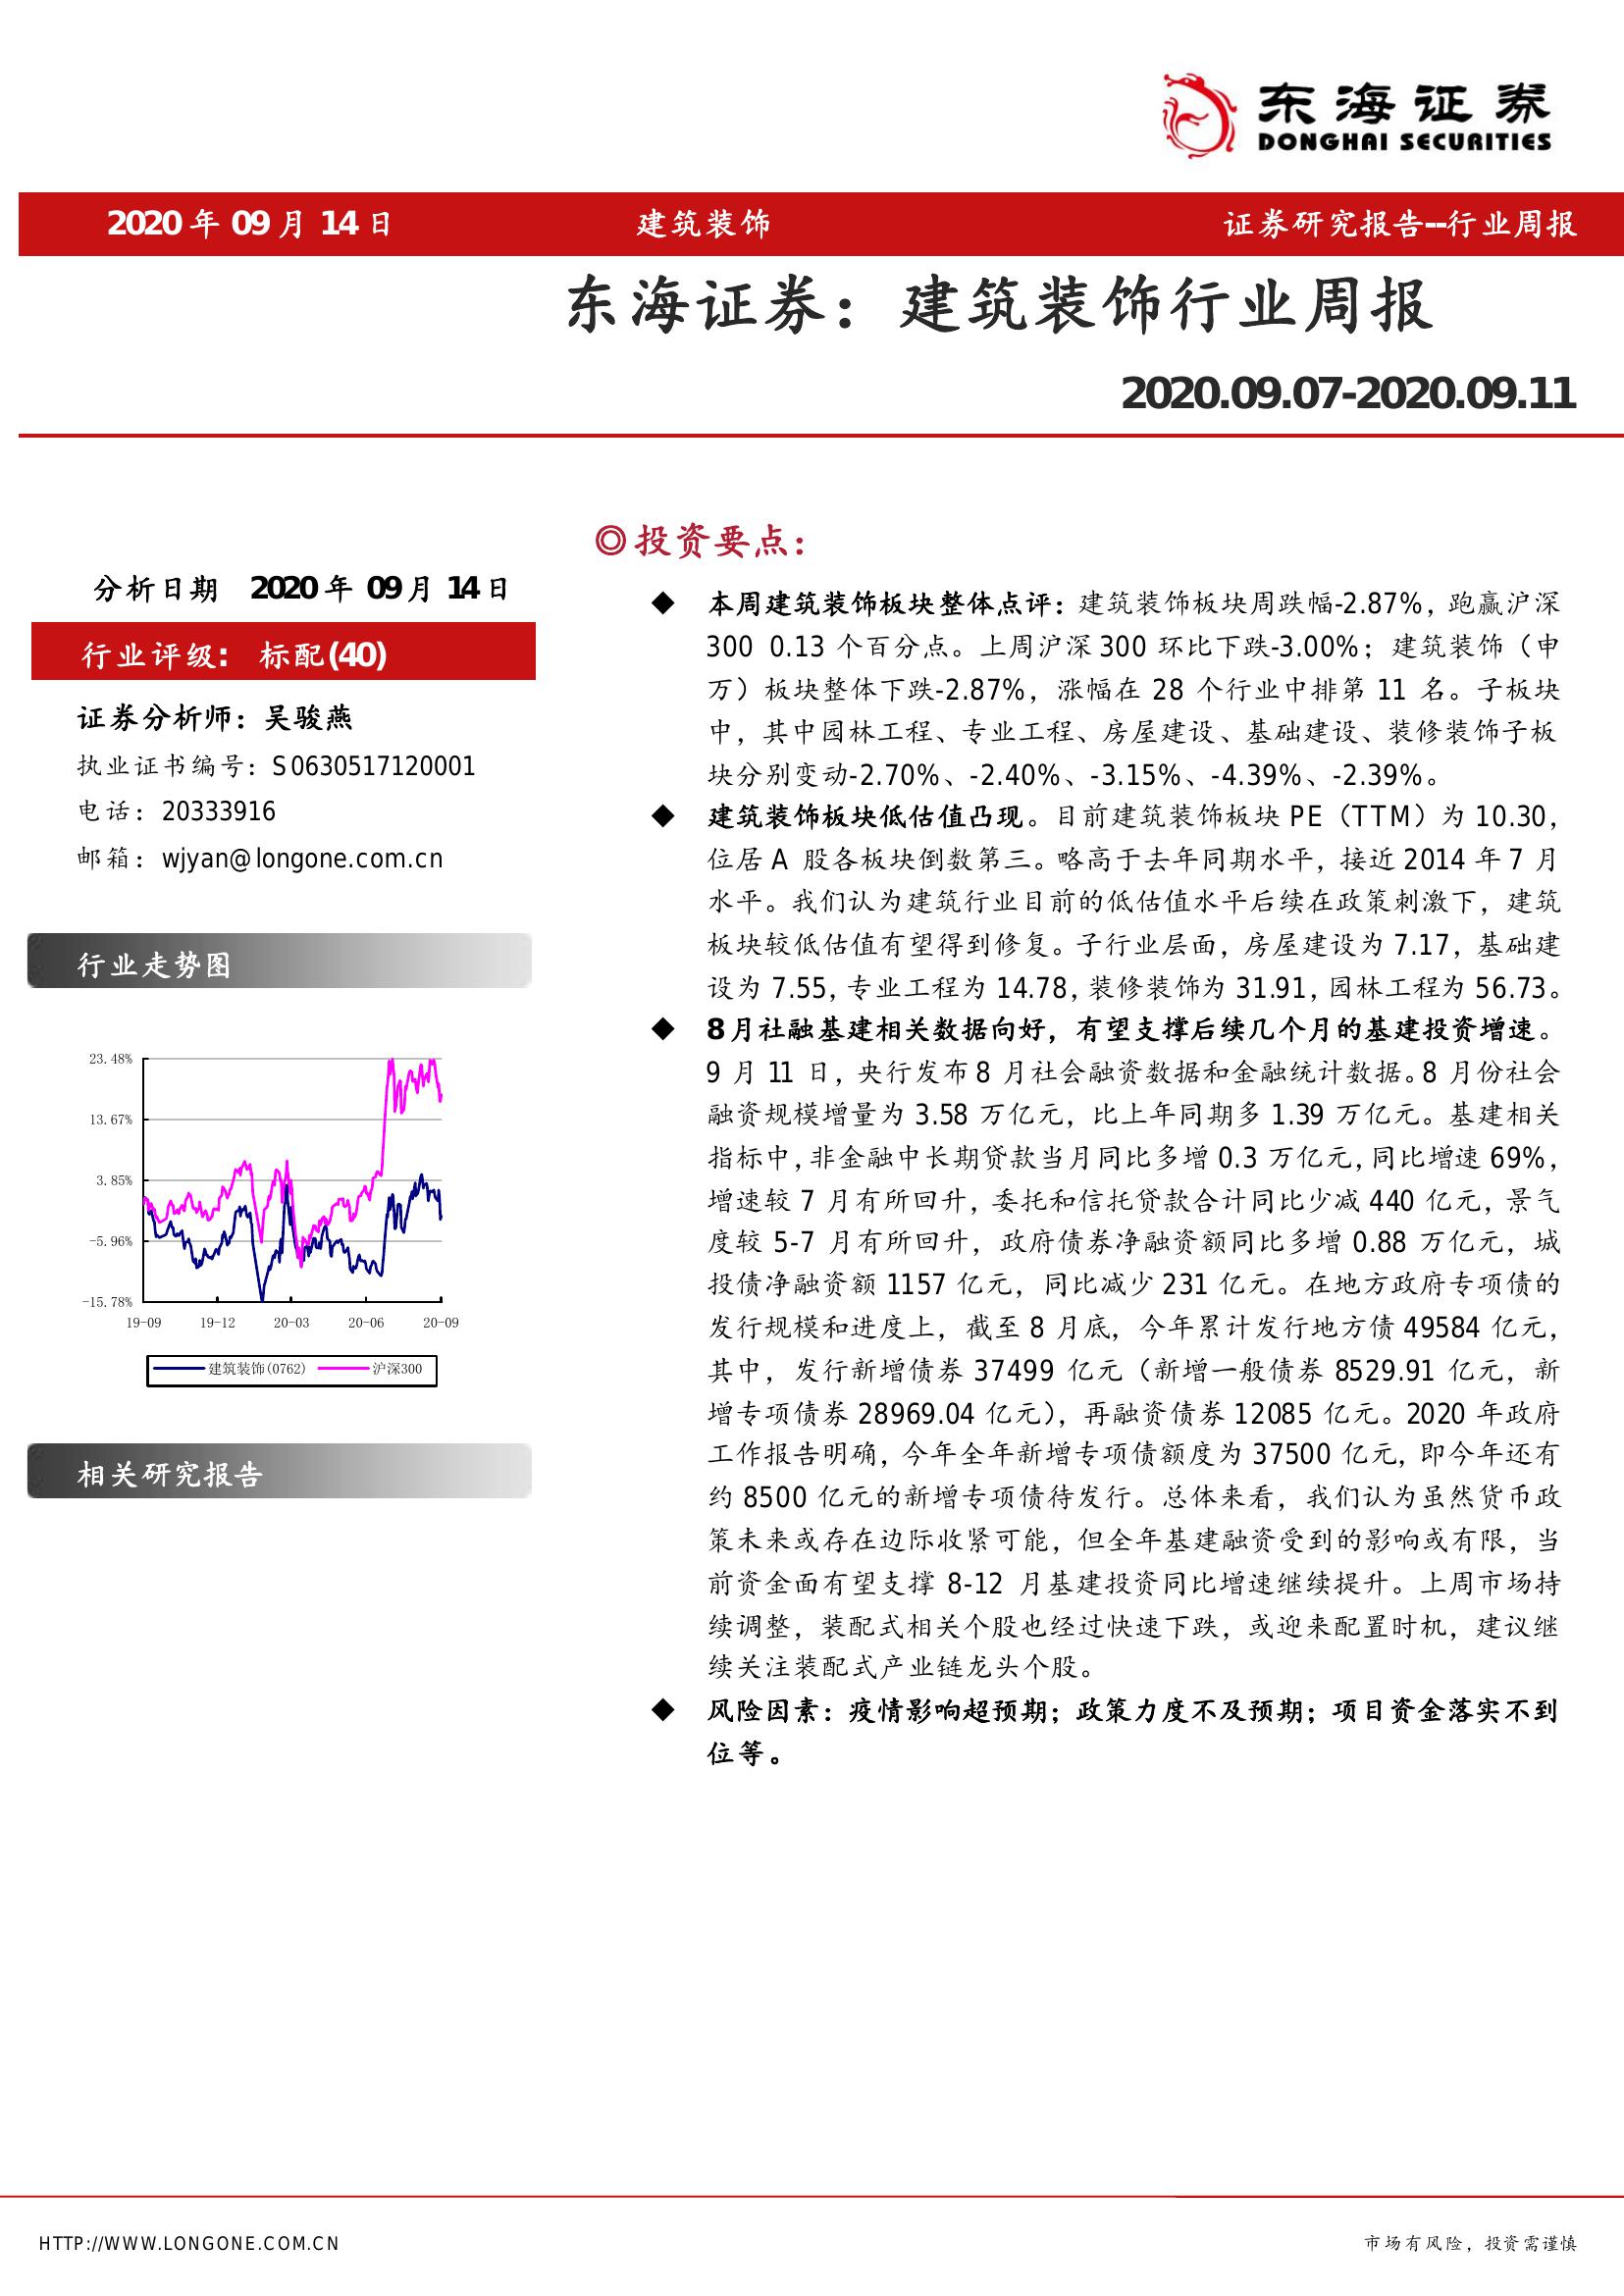 东海证券
DONGHAI SECURITIES
2020 年 09 月 14 日 建筑装饰 证券研究报告--行业周报
东海证券：建筑装饰行业周报
2020.09.07-2020.09.11
分析日期 2020 年 09 月 14 日
行业评级： 标配(40)
证券分析师：吴骏燕
执业证书编号：S0630517120001
电话：20333916
邮箱：wjyan@longone.com.cn
行业走势图
23.48%
13.67%
3.85%
-5.96%
-15.78%
19-09 19-12 20-03 20-06 20-09
建筑装饰(0762) 沪深300
相关研究报告
◎投资要点：
◆ 本周建筑装饰板块整体点评：建筑装饰板块周跌幅-2.87%，跑赢沪深
300 0.13 个百分点。上周沪深 300 环比下跌-3.00%；建筑装饰（申
万）板块整体下跌-2.87%，涨幅在 28 个行业中排第 11 名。子板块
中，其中园林工程、专业工程、房屋建设、基础建设、装修装饰子板
块分别变动-2.70%、-2.40%、-3.15%、-4.39%、-2.39%。
◆ 建筑装饰板块低估值凸现。目前建筑装饰板块 PE（TTM）为 10.30，
位居 A 股各板块倒数第三。略高于去年同期水平，接近 2014 年 7 月
水平。我们认为建筑行业目前的低估值水平后续在政策刺激下，建筑
板块较低估值有望得到修复。子行业层面，房屋建设为 7.17，基础建
设为 7.55，专业工程为 14.78，装修装饰为 31.91，园林工程为 56.73。
◆ 8 月社融基建相关数据向好，有望支撑后续几个月的基建投资增速。
9 月 11 日，央行发布 8 月社会融资数据和金融统计数据。8 月份社会
融资规模增量为 3.58 万亿元，比上年同期多 1.39 万亿元。基建相关
指标中，非金融中长期贷款当月同比多增 0.3 万亿元，同比增速 69%，
增速较 7 月有所回升，委托和信托贷款合计同比少减 440 亿元，景气
度较 5-7 月有所回升，政府债券净融资额同比多增 0.88 万亿元，城
投债净融资额 1157 亿元，同比减少 231 亿元。在地方政府专项债的
发行规模和进度上，截至 8 月底，今年累计发行地方债 49584 亿元，
其中，发行新增债券 37499 亿元（新增一般债券 8529.91 亿元，新
增专项债券 28969.04 亿元），再融资债券 12085 亿元。2020 年政府
工作报告明确，今年全年新增专项债额度为 37500 亿元，即今年还有
约 8500 亿元的新增专项债待发行。总体来看，我们认为虽然货币政
策未来或存在边际收紧可能，但全年基建融资受到的影响或有限，当
前资金面有望支撑 8-12 月基建投资同比增速继续提升。上周市场持
续调整，装配式相关个股也经过快速下跌，或迎来配置时机，建议继
续关注装配式产业链龙头个股。
◆ 风险因素：疫情影响超预期；政策力度不及预期；项目资金落实不到
位等。
HTTP://WWW.LONGONE.COM.CN 市场有风险，投资需谨慎